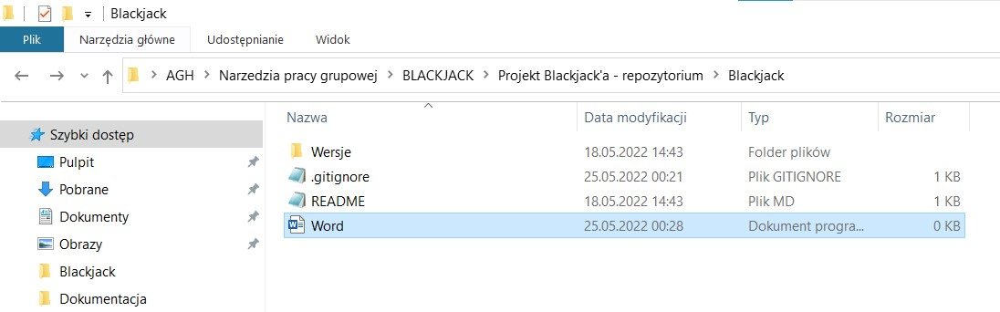 Blackjack
Plik Narzędzia główne Udostępnianie Widok
AGH Narzedzia pracy grupowej BLACKJACK Projekt Blackjack'a - repozytorium Blackjack
Nazwa Data modyfikacji Typ Rozmiar
Szybki dostęp
Pulpit
Pobrane
Dokumenty
Obrazy
Blackjack
Dokumentacja
Wersje 18.05.2022 14:43 Folder plików
.gitignore 25.05.2022 00:21 Plik GITIGNORE 1 KB
README 18.05.2022 14:43 Plik MD 1 KB
Word 25.05.2022 00:28 Dokument progra... 0 KB